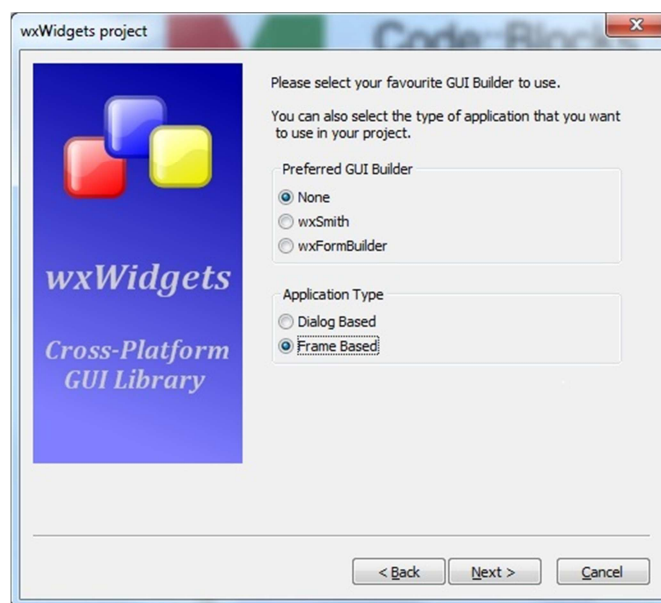 wxWidgets project
Code::Blocks
wxWidgets
Cross-Platform
GUI Library
Please select your favourite GUI Builder to use.
You can also select the type of application that you want
to use in your project.
Preferred GUI Builder
None
wxSmith
wxFormBuilder
Application Type
Dialog Based
Frame Based
< Back
Next >
Cancel